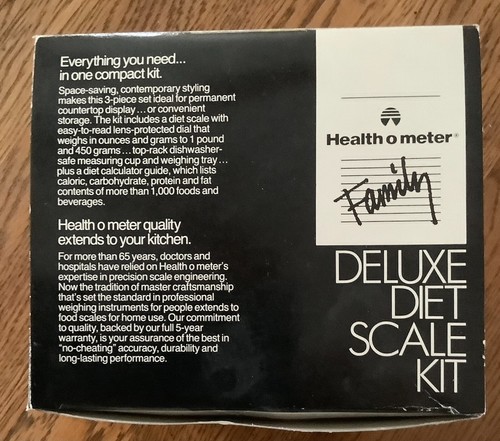 Everything you need...
in one compact kit.
Space-saving, contemporary styling
makes this 3-piece set ideal for permanent
countertop display... or convenient
storage. The kit includes a diet scale with
easy-to-read lens-protected dial that
weighs in ounces and grams to 1 pound
and 450 grams... top-rack dishwasher-
safe measuring cup and weighing tray...
plus a diet calculator guide, which lists
caloric, carbohydrate, protein and fat
contents of more than 1,000 foods and
beverages.
Health o meter quality
extends to your kitchen.
For more than 65 years, doctors and
hospitals have relied on Health o meter's
expertise in precision scale engineering.
Now the tradition of master craftsmanship
that's set the standard in professional
weighing instruments for people extends to
food scales for home use. Our commitment
to quality, backed by our full 5-year
warranty, is your assurance of the best in
"no-cheating" accuracy, durability and
long-lasting performance.
Health o meter®
Family
DELUXE
DIET
SCALE
KIT